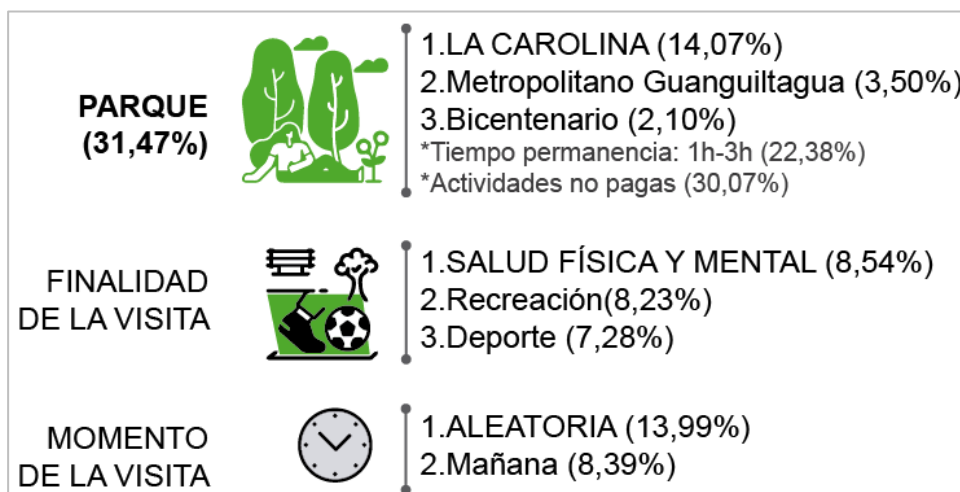 PARQUE
(31,47%)
1.LA CAROLINA (14,07%)
2.Metropolitano Guanguiltagua (3,50%)
3.Bicentenario (2,10%)
*Tiempo permanencia: 1h-3h (22,38%)
*Actividades no pagas (30,07%)
FINALIDAD
DE LA VISITA
1.SALUD FÍSICA Y MENTAL (8,54%)
2.Recreación(8,23%)
3.Deporte (7,28%)
MOMENTO
DE LA VISITA
1.ALEATORIA (13,99%)
2.Mañana (8,39%)